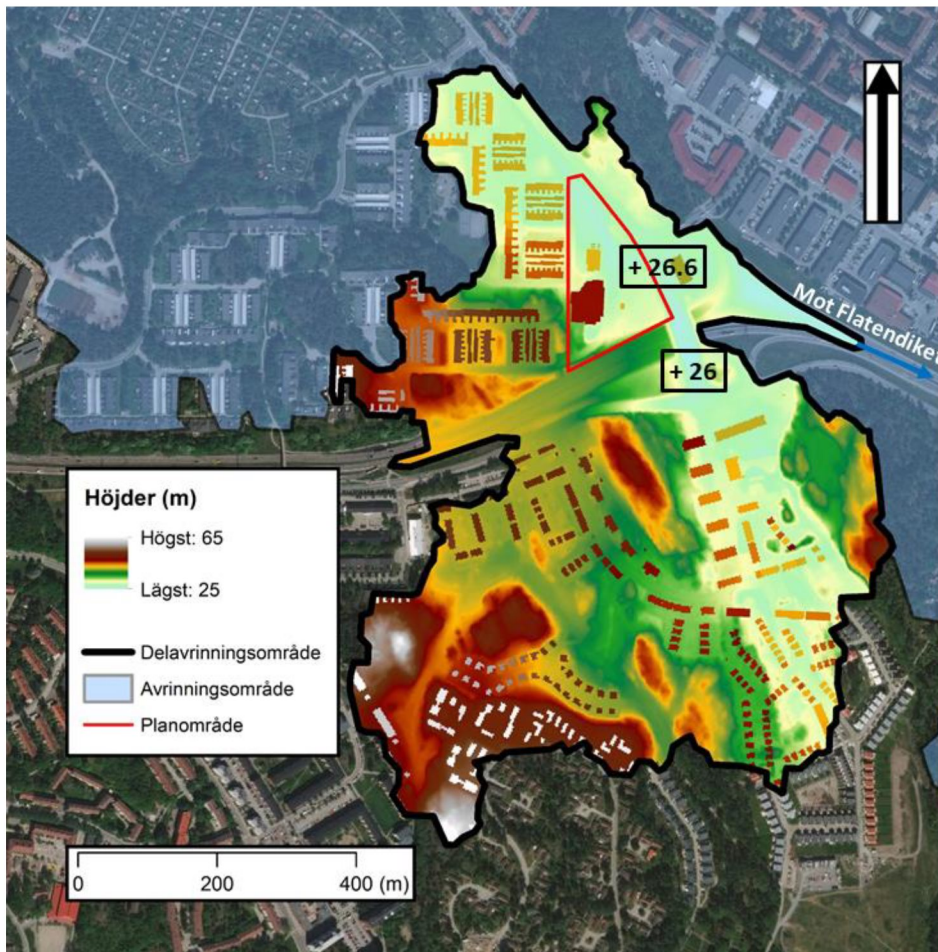 + 26.6
Mot Flatendiket
+ 26
Höjder (m)
Högst: 65
Lägst: 25
Delavrinningsområde
Avrinningsområde
Planområde
0 200 400 (m)